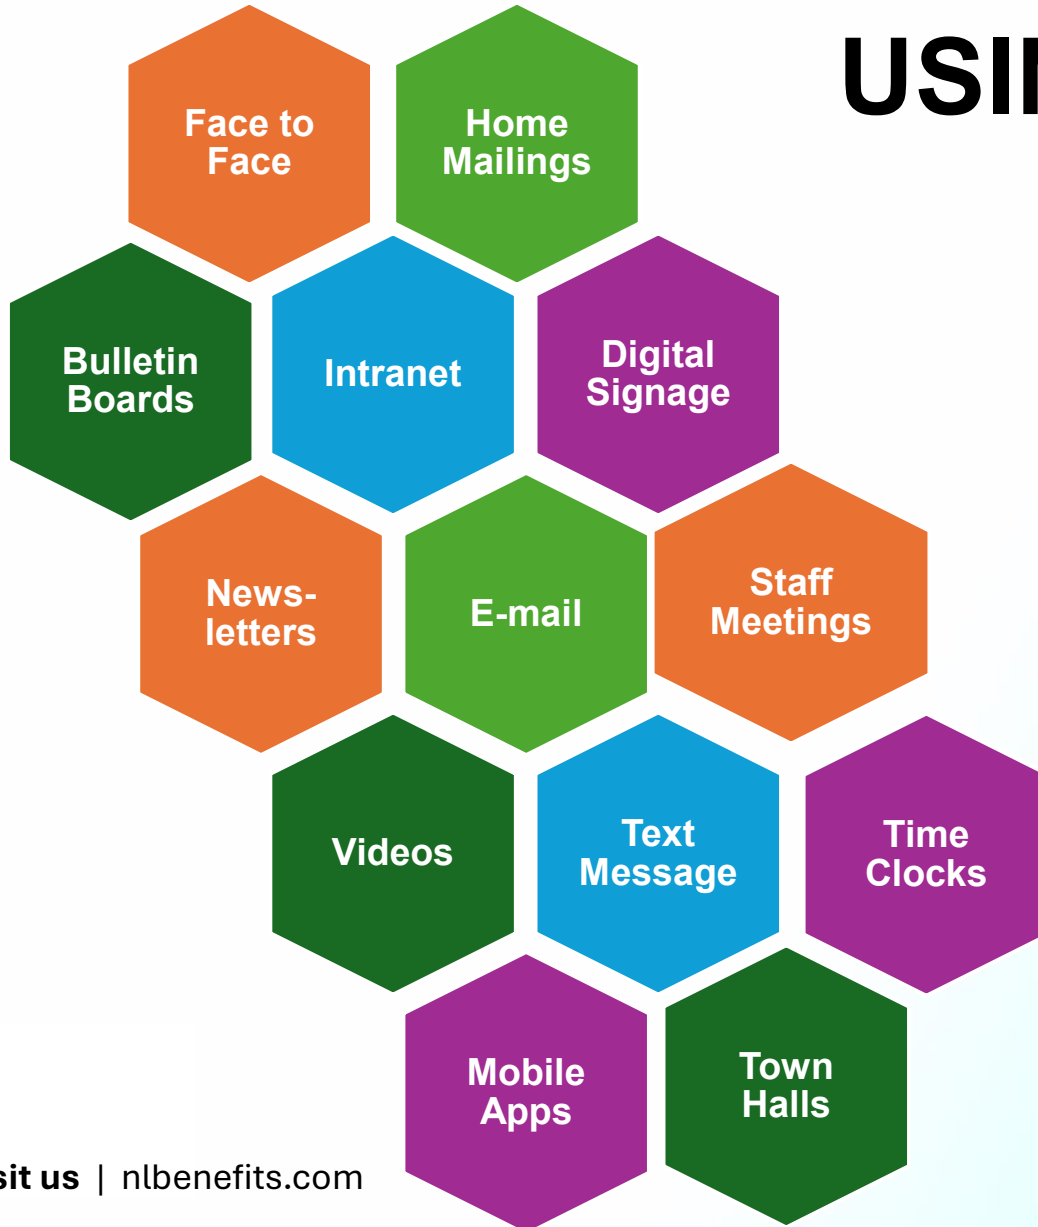 USIN
Face to
Face
Home
Mailings
Bulletin
Boards
Intranet
Digital
Signage
News-
letters
E-mail
Staff
Meetings
Videos
Text
Message
Time
Clocks
Mobile
Apps
Town
Halls
sit us | nlbenefits.com